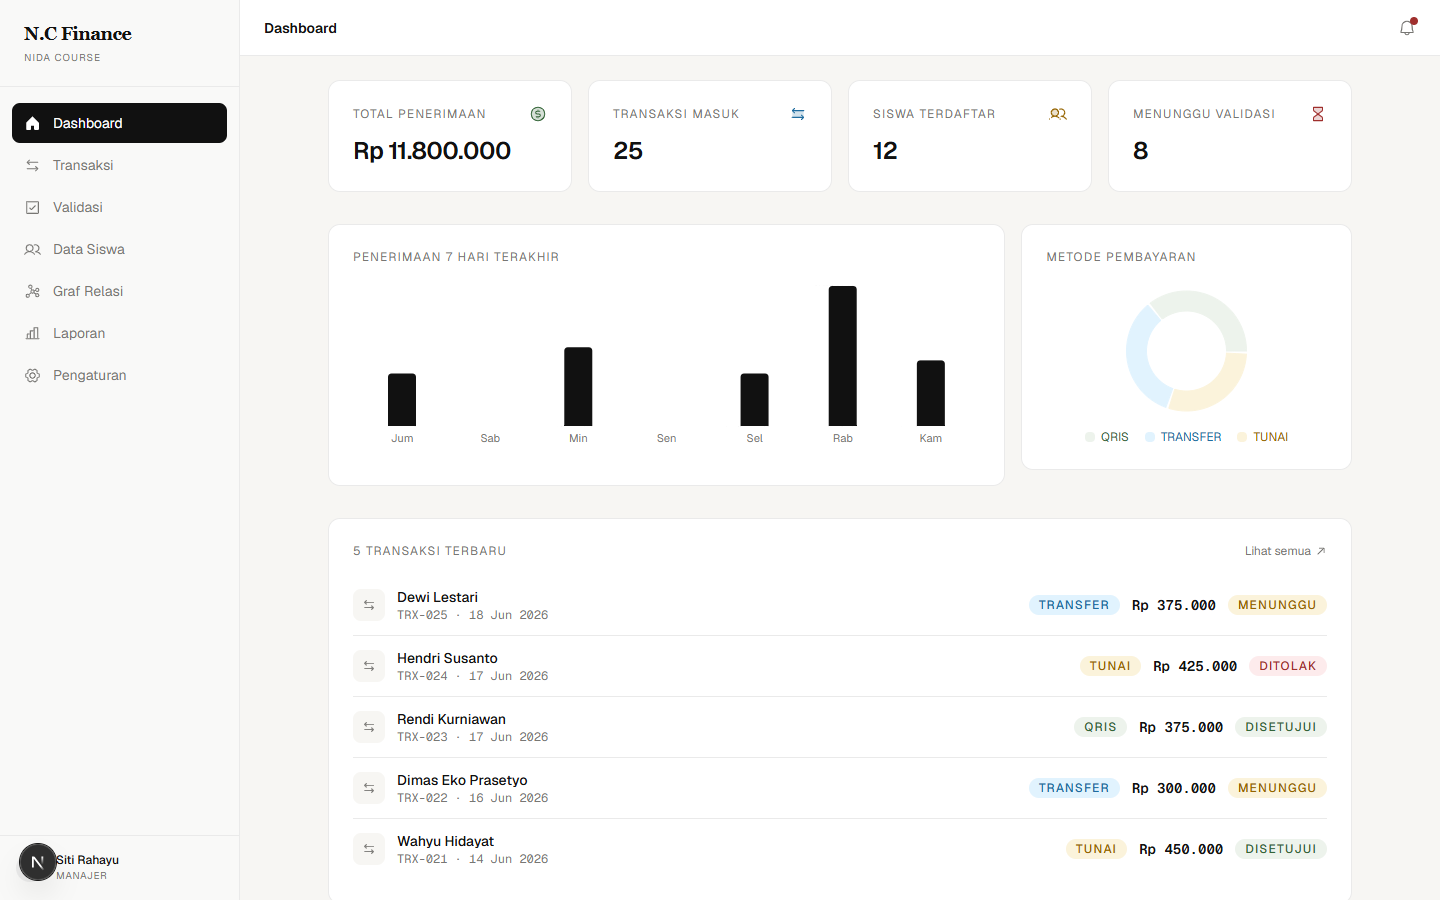 N.C Finance
NIDA COURSE
Dashboard
Transaksi
Validasi
Data Siswa
Graf Relasi
Laporan
Pengaturan
N
Siti Rahayu
MANAJER
Dashboard
TOTAL PENERIMAAN
Rp 11.800.000
TRANSAKSI MASUK
25
SISWA TERDAFTAR
12
MENUNGGU VALIDASI
8
PENERIMAAN 7 HARI TERAKHIR
Jum Sab Min Sen Sel Rab Kam
METODE PEMBAYARAN
QRIS TRANSFER TUNAI
5 TRANSAKSI TERBARU
Lihat semua ↗
Dewi Lestari
TRX-025 · 18 Jun 2026
TRANSFER Rp 375.000 MENUNGGU
Hendri Susanto
TRX-024 · 17 Jun 2026
TUNAI Rp 425.000 DITOLAK
Rendi Kurniawan
TRX-023 · 17 Jun 2026
QRIS Rp 375.000 DISETUJUI
Dimas Eko Prasetyo
TRX-022 · 16 Jun 2026
TRANSFER Rp 300.000 MENUNGGU
Wahyu Hidayat
TRX-021 · 14 Jun 2026
TUNAI Rp 450.000 DISETUJUI